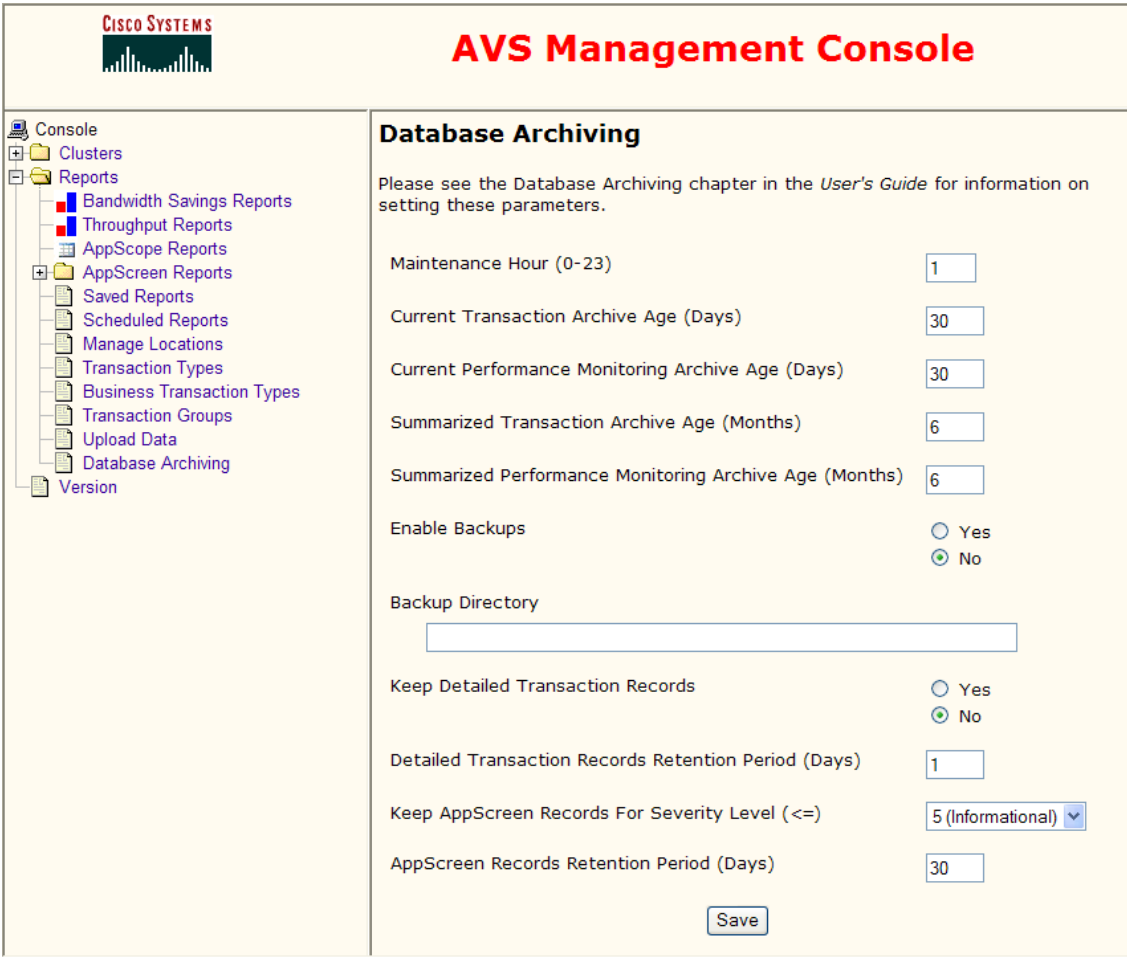 CISCO SYSTEMS
AVS Management Console
Console
Clusters
Reports
Bandwidth Savings Reports
Throughput Reports
AppScope Reports
AppScreen Reports
Saved Reports
Scheduled Reports
Manage Locations
Transaction Types
Business Transaction Types
Transaction Groups
Upload Data
Database Archiving
Version
Database Archiving
Please see the Database Archiving chapter in the User's Guide for information on
setting these parameters.
Maintenance Hour (0-23) 1
Current Transaction Archive Age (Days) 30
Current Performance Monitoring Archive Age (Days) 30
Summarized Transaction Archive Age (Months) 6
Summarized Performance Monitoring Archive Age (Months) 6
Enable Backups Yes
No
Backup Directory
Keep Detailed Transaction Records Yes
No
Detailed Transaction Records Retention Period (Days) 1
Keep AppScreen Records For Severity Level (<=) 5 (Informational)
AppScreen Records Retention Period (Days) 30
Save